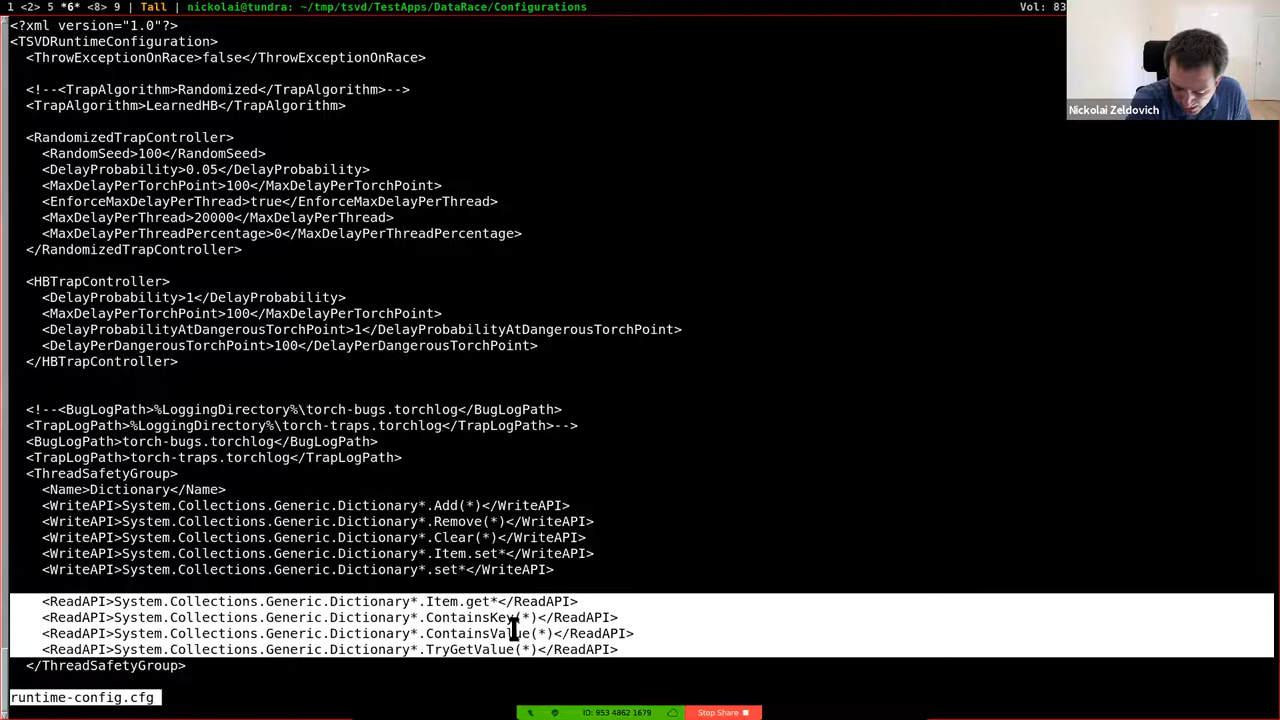 1 <2> 5 *6* <8> 9 | Tall | nickolai@tundra: ~/tmp/tsvd/TestApps/DataRace/Configurations Vol: 83
<?xml version="1.0"?>
<TSVDRuntimeConfiguration>
  <ThrowExceptionOnRace>false</ThrowExceptionOnRace>
  <!--<TrapAlgorithm>Randomized</TrapAlgorithm>-->
  <TrapAlgorithm>LearnedHB</TrapAlgorithm>
  <RandomizedTrapController>
    <RandomSeed>100</RandomSeed>
    <DelayProbability>0.05</DelayProbability>
    <MaxDelayPerTorchPoint>100</MaxDelayPerTorchPoint>
    <EnforceMaxDelayPerThread>true</EnforceMaxDelayPerThread>
    <MaxDelayPerThread>20000</MaxDelayPerThread>
    <MaxDelayPerThreadPercentage>0</MaxDelayPerThreadPercentage>
  </RandomizedTrapController>
  <HBTrapController>
    <DelayProbability>1</DelayProbability>
    <MaxDelayPerTorchPoint>100</MaxDelayPerTorchPoint>
    <DelayProbabilityAtDangerousTorchPoint>1</DelayProbabilityAtDangerousTorchPoint>
    <DelayPerDangerousTorchPoint>100</DelayPerDangerousTorchPoint>
  </HBTrapController>
  <!--<BugLogPath>%LoggingDirectory%\torch-bugs.torchlog</BugLogPath>
  <TrapLogPath>%LoggingDirectory%\torch-traps.torchlog</TrapLogPath>-->
  <BugLogPath>torch-bugs.torchlog</BugLogPath>
  <TrapLogPath>torch-traps.torchlog</TrapLogPath>
  <ThreadSafetyGroup>
    <Name>Dictionary</Name>
    <WriteAPI>System.Collections.Generic.Dictionary*.Add(*)</WriteAPI>
    <WriteAPI>System.Collections.Generic.Dictionary*.Remove(*)</WriteAPI>
    <WriteAPI>System.Collections.Generic.Dictionary*.Clear(*)</WriteAPI>
    <WriteAPI>System.Collections.Generic.Dictionary*.Item.set*</WriteAPI>
    <WriteAPI>System.Collections.Generic.Dictionary*.set*</WriteAPI>
    <ReadAPI>System.Collections.Generic.Dictionary*.Item.get*</ReadAPI>
    <ReadAPI>System.Collections.Generic.Dictionary*.ContainsKey(*)</ReadAPI>
    <ReadAPI>System.Collections.Generic.Dictionary*.ContainsValue(*)</ReadAPI>
    <ReadAPI>System.Collections.Generic.Dictionary*.TryGetValue(*)</ReadAPI>
  </ThreadSafetyGroup>
runtime-config.cfg
Nickolai Zeldovich
ID: 953 4862 1679 Stop Share